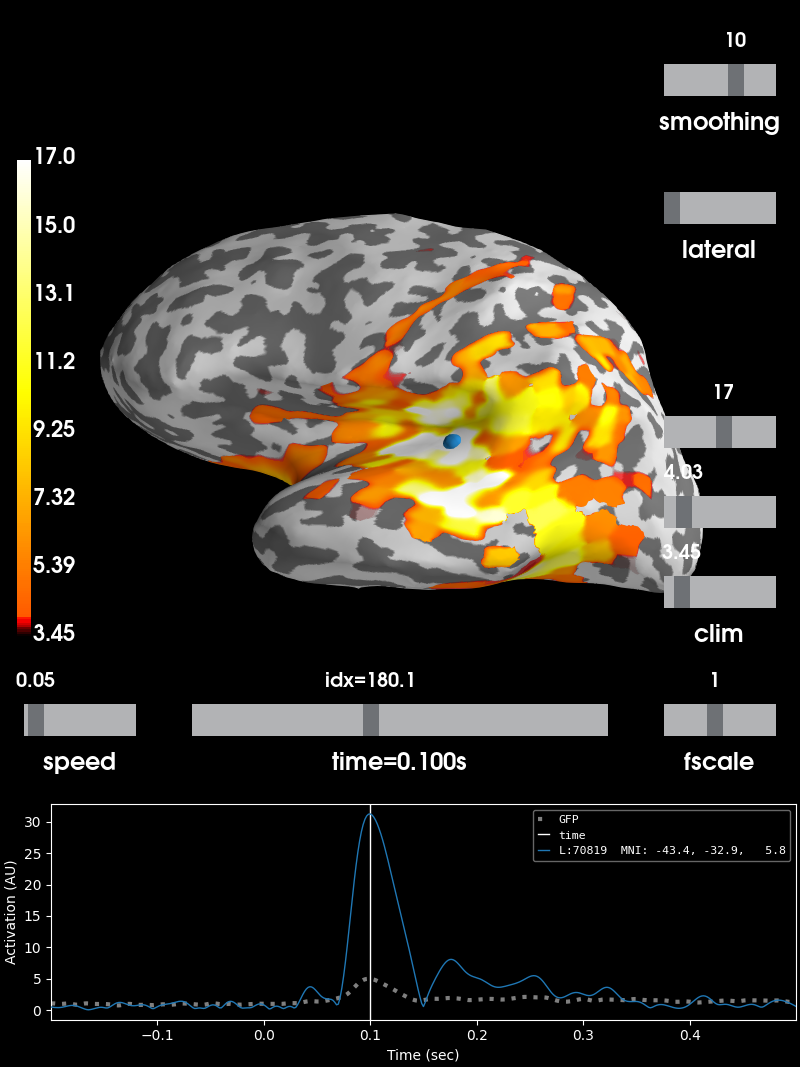 10
smoothing
lateral
17.0
15.0
13.1
11.2
9.25
7.32
5.39
3.45
17
4.03
3.45
clim
0.05
speed
idx=180.1
time=0.100s
1
fscale
Activation (AU)
30
25
20
15
10
5
0
GFP
time
L:70819 MNI: -43.4, -32.9, 5.8
−0.1 0.0 0.1 0.2 0.3 0.4
Time (sec)